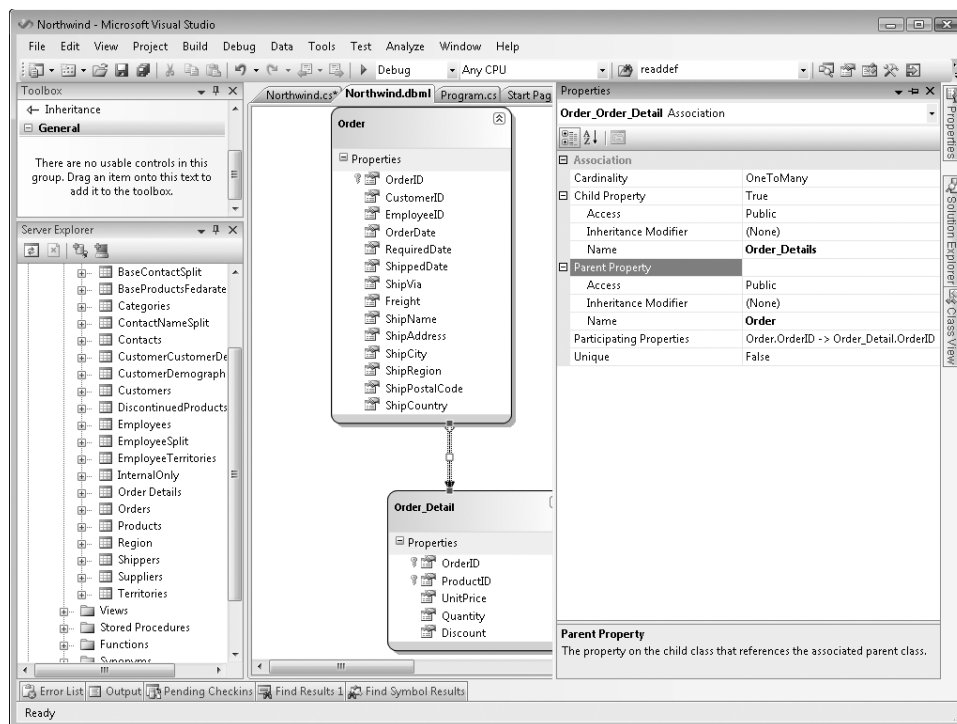 Northwind - Microsoft Visual Studio
File Edit View Project Build Debug Data Tools Test Analyze Window Help
Debug Any CPU readdef
Toolbox
Inheritance
General
There are no usable controls in this
group. Drag an item onto this text to
add it to the toolbox.
Server Explorer
BaseContactSplit
BaseProductsFedarate
Categories
ContactNameSplit
Contacts
CustomerCustomerDe
CustomerDemograph
Customers
DiscontinuedProducts
Employees
EmployeeSplit
EmployeeTerritories
InternalOnly
Order Details
Orders
Products
Region
Shippers
Suppliers
Territories
Views
Stored Procedures
Functions
Synonyms
Northwind.cs* Northwind.dbml Program.cs Start Pag
Order
Properties
OrderID
CustomerID
EmployeeID
OrderDate
RequiredDate
ShippedDate
ShipVia
Freight
ShipName
ShipAddress
ShipCity
ShipRegion
ShipPostalCode
ShipCountry
Order_Detail
Properties
OrderID
ProductID
UnitPrice
Quantity
Discount
Properties
Order_Order_Detail Association
Association
Cardinality OneToMany
Child Property True
Access Public
Inheritance Modifier (None)
Name Order_Details
Parent Property
Access Public
Inheritance Modifier (None)
Name Order
Participating Properties Order.OrderID -> Order_Detail.OrderID
Unique False
Parent Property
The property on the child class that references the associated parent class.
Properties
Solution Explorer
Class View
Error List Output Pending Checkins Find Results 1 Find Symbol Results
Ready